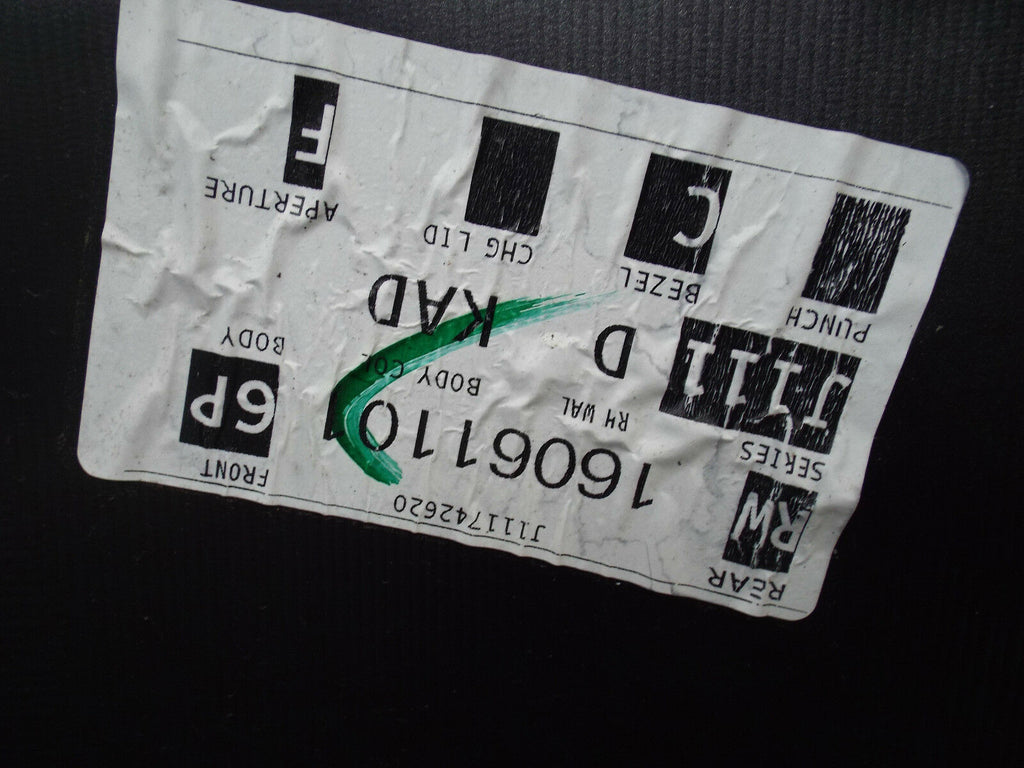 REAR
RW
J111742620
16061101
FRONT
6P
BODY
SERIES
J111
RH WAL
D
BODY COL
KAD
PUNCH
BEZEL
C
CHG LID
APERTURE
F